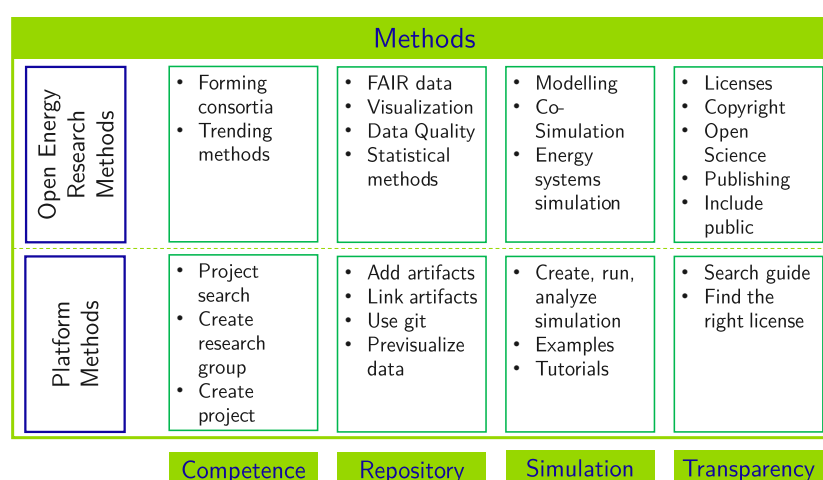 Methods
Open Energy
Research
Methods
• Forming
consortia
• Trending
methods
• FAIR data
• Visualization
• Data Quality
• Statistical
methods
• Modelling
• Co-
Simulation
• Energy
systems
simulation
• Licenses
• Copyright
• Open
Science
• Publishing
• Include
public
Platform
Methods
• Project
search
• Create
research
group
• Create
project
• Add artifacts
• Link artifacts
• Use git
• Previsualize
data
• Create, run,
analyze
simulation
• Examples
• Tutorials
• Search guide
• Find the
right license
Competence
Repository
Simulation
Transparency